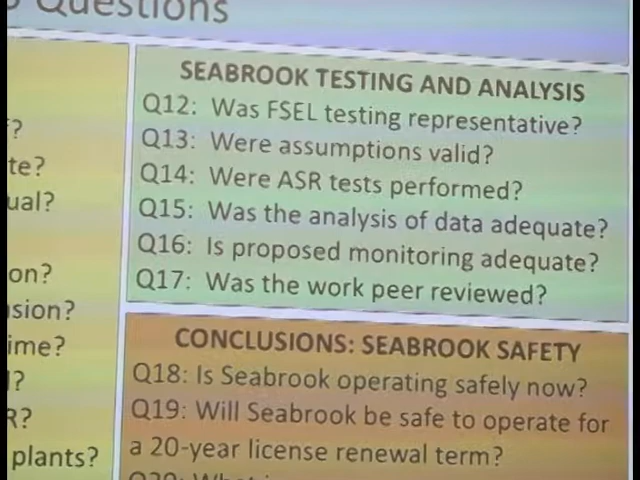 Questions
?
te?
ual?
on?
sion?
ime?
?
R?
plants?
SEABROOK TESTING AND ANALYSIS
Q12: Was FSEL testing representative?
Q13: Were assumptions valid?
Q14: Were ASR tests performed?
Q15: Was the analysis of data adequate?
Q16: Is proposed monitoring adequate?
Q17: Was the work peer reviewed?
CONCLUSIONS: SEABROOK SAFETY
Q18: Is Seabrook operating safely now?
Q19: Will Seabrook be safe to operate for
a 20-year license renewal term?